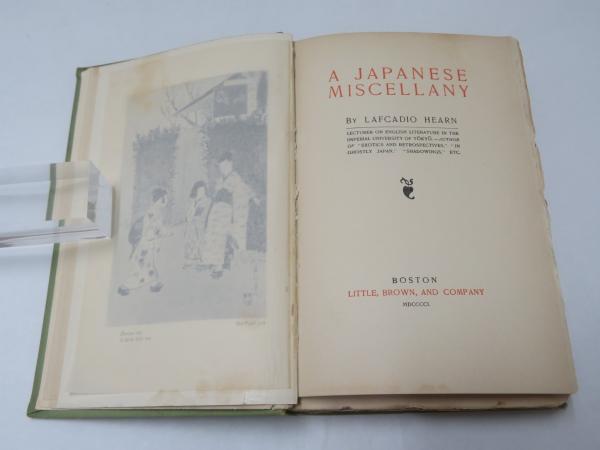 A JAPANESE
MISCELLANY
BY LAFCADIO HEARN
LECTURER ON ENGLISH LITERATURE IN THE
IMPERIAL UNIVERSITY OF TŌKYŌ.—AUTHOR
OF "EXOTICS AND RETROSPECTIVES," "IN
GHOSTLY JAPAN," "SHADOWINGS," ETC.
BOSTON
LITTLE, BROWN, AND COMPANY
MDCCCCI.